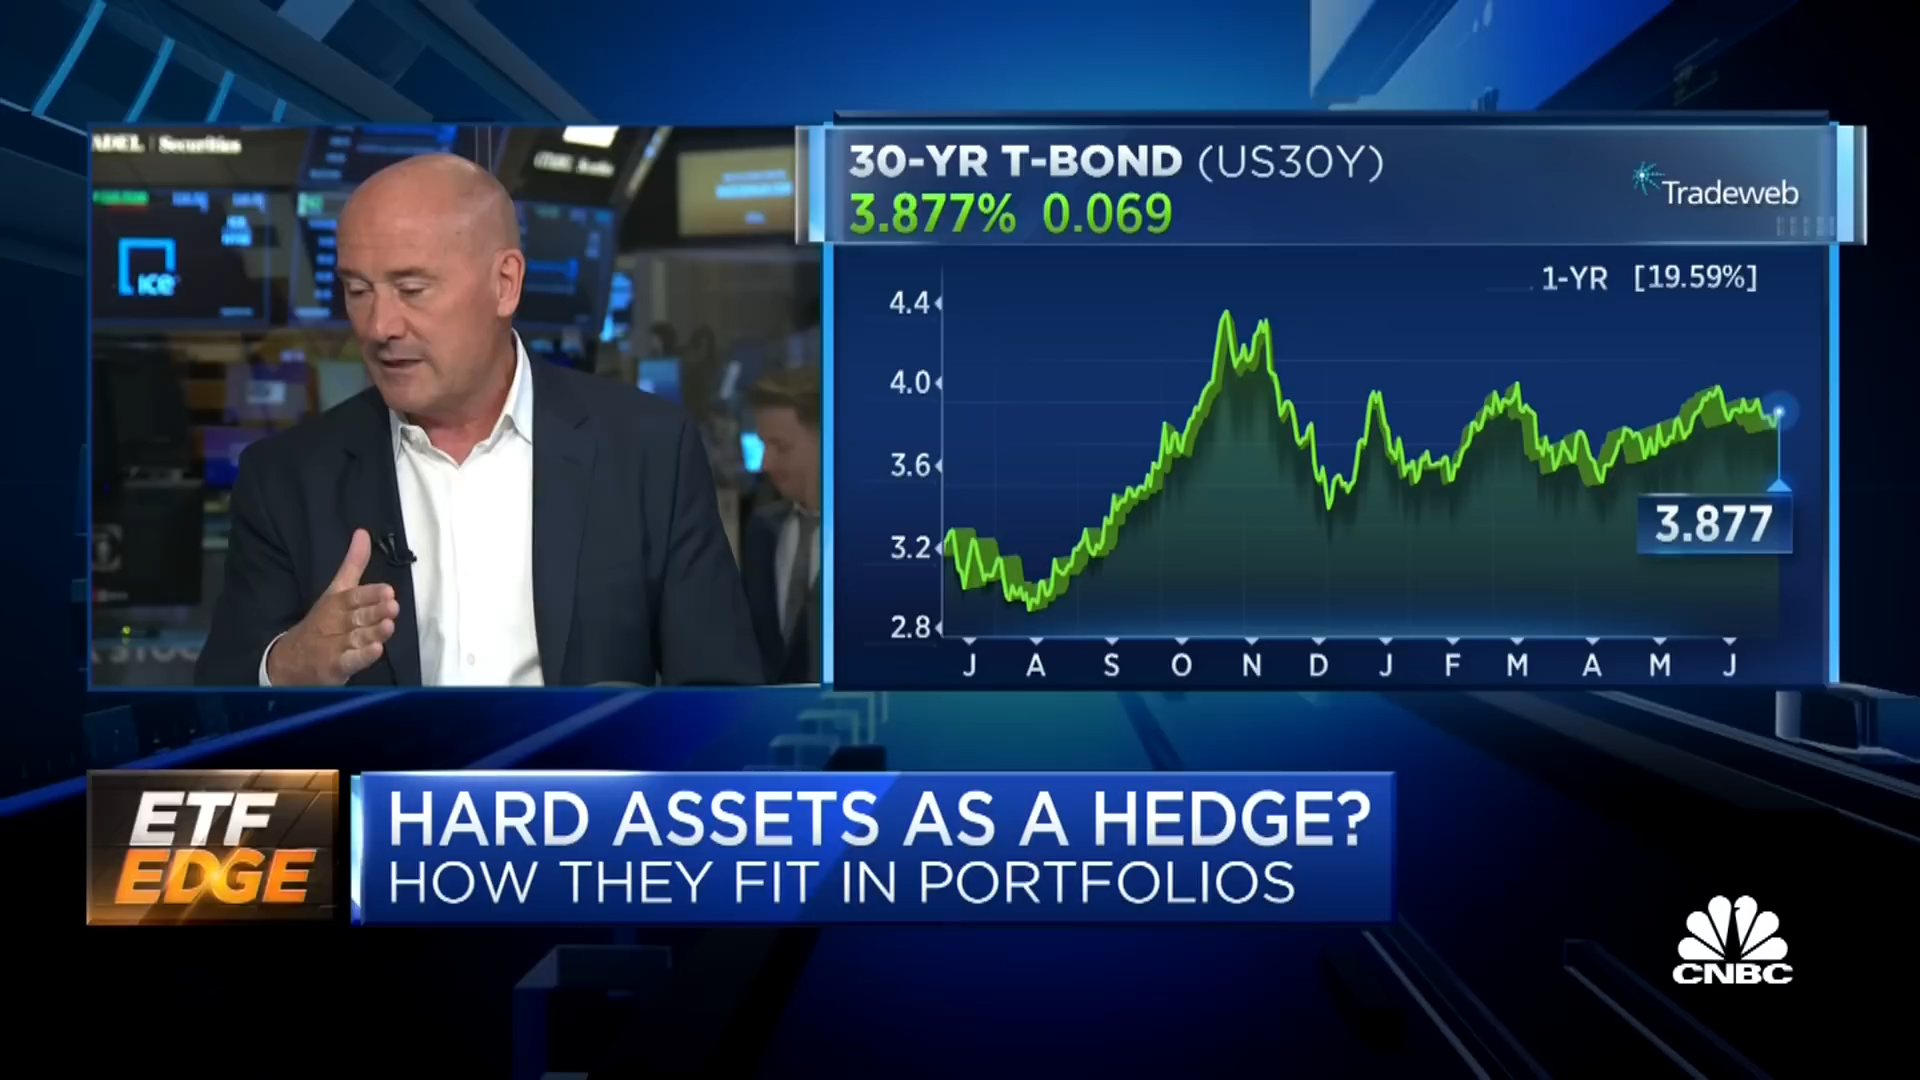 ADEL | Securities
ice
30-YR T-BOND (US30Y)
3.877% 0.069
Tradeweb
1-YR [19.59%]
4.4
4.0
3.6
3.2
2.8
3.877
J A S O N D J F M A M J
ETF
EDGE
HARD ASSETS AS A HEDGE?
HOW THEY FIT IN PORTFOLIOS
CNBC